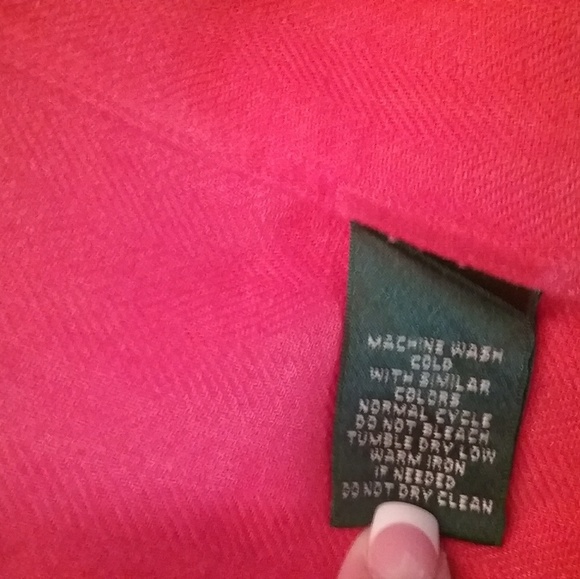 MACHINE WASH
COLD
WITH SIMILAR
COLORS
NORMAL CYCLE
DO NOT BLEACH
TUMBLE DRY LOW
WARM IRON
IF NEEDED
DO NOT DRY CLEAN